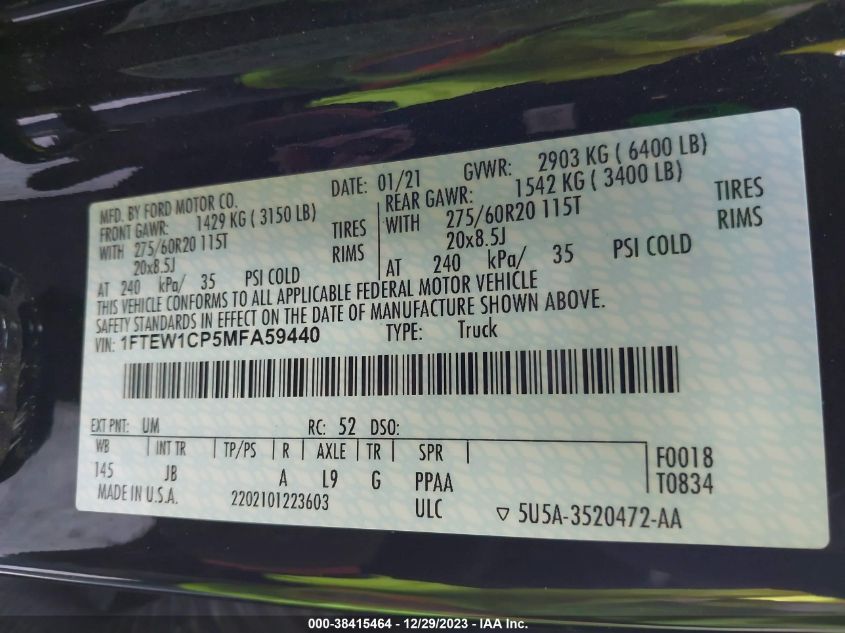 MFD. BY FORD MOTOR CO.
DATE: 01/21
GVWR: 2903 KG ( 6400 LB)
FRONT GAWR: 1429 KG ( 3150 LB)
REAR GAWR: 1542 KG ( 3400 LB)
WITH 275/60R20 115T TIRES
WITH 275/60R20 115T TIRES
20x8.5J RIMS
20x8.5J RIMS
AT 240 kPa/ 35 PSI COLD
AT 240 kPa/ 35 PSI COLD
THIS VEHICLE CONFORMS TO ALL APPLICABLE FEDERAL MOTOR VEHICLE
SAFETY STANDARDS IN EFFECT ON THE DATE OF MANUFACTURE SHOWN ABOVE.
VIN: 1FTEW1CP5MFA59440 TYPE: Truck
EXT PNT: UM RC: 52 DSO:
WB INT TR TP/PS R AXLE TR SPR
145 JB A L9 G PPAA
F0018
T0834
MADE IN U.S.A. 2202101223603 ULC ▽ 5U5A-3520472-AA
000-38415464 - 12/29/2023 - IAA Inc.